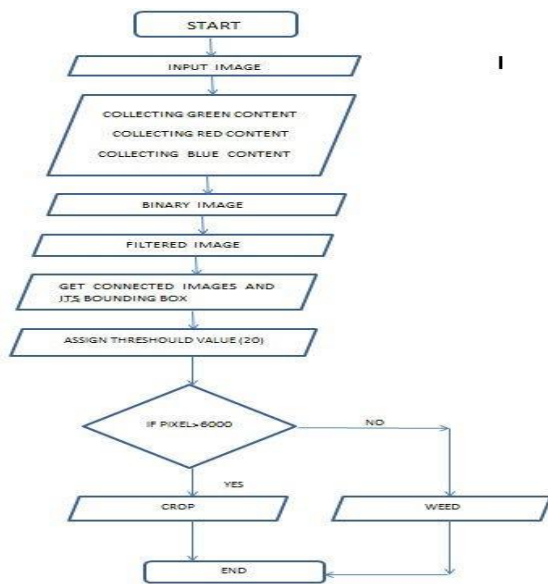 START
INPUT IMAGE
I
COLLECTING GREEN CONTENT
COLLECTING RED CONTENT
COLLECTING BLUE CONTENT
BINARY IMAGE
FILTERED IMAGE
GET CONNECTED IMAGES AND
ITS BOUNDING BOX
ASSIGN THRESHOULD VALUE (20)
IF PIXEL>6000
NO
YES
CROP
WEED
END